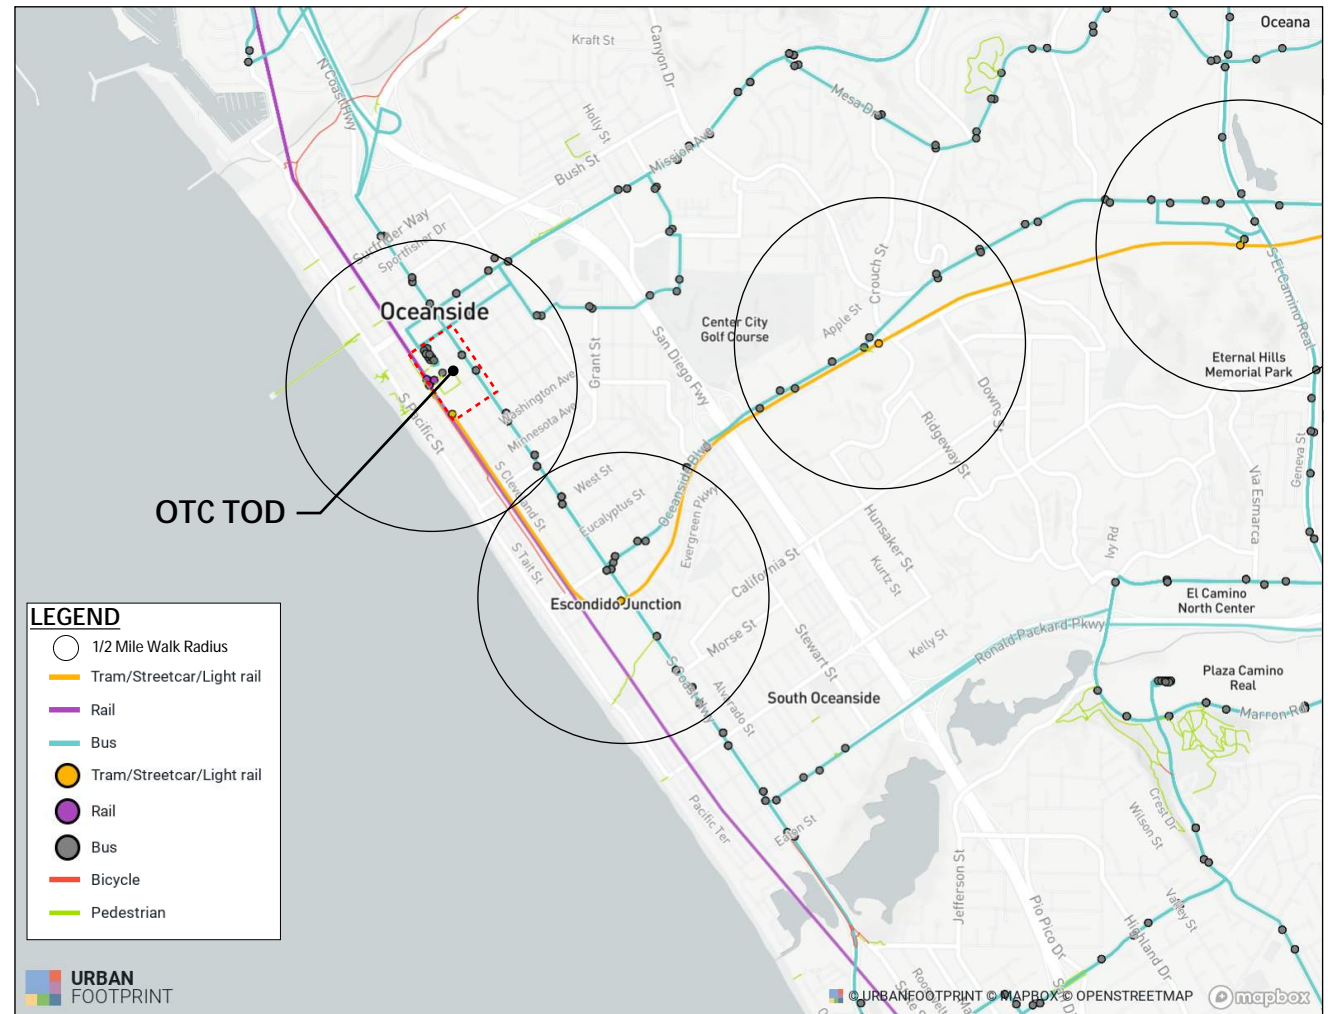 Oceana
Kraft St
Canyon Dr
N Coast Hwy
Mesa Dr
Holly St
Mission Ave
Bush St
Surfrider Way
Sportfisher Dr
Crouch St
S El Camino Real
Oceanside
Center City
Golf Course
Apple St
Grant St
San Diego Fwy
Eternal Hills
Memorial Park
Washington Ave
Minnesota Ave
S Pacific St
Downs St
Ridgeway St
Geneva St
Via Esmarca
West St
S Cleveland St
Eucalyptus St
Oceanside Blvd
Evergreen Pkwy
OTC TOD
Hunsaker St
Kurtz St
Ivy Rd
S Tait St
California St
Escondido Junction
El Camino
North Center
LEGEND
1/2 Mile Walk Radius
Tram/Streetcar/Light rail
Rail
Bus
Tram/Streetcar/Light rail
Rail
Bus
Bicycle
Pedestrian
Morse St
Stewart St
Kelly St
Ronald Packard Pkwy
S Coast Hwy
Alvarado St
South Oceanside
Plaza Camino
Real
Marron Rd
Pacific Ter
Eaton St
Crest Dr
Wilson St
Jefferson St
Pio Pico Dr
Valley St
Highland Dr
URBAN
FOOTPRINT
© URBANFOOTPRINT © MAPBOX © OPENSTREETMAP
mapbox